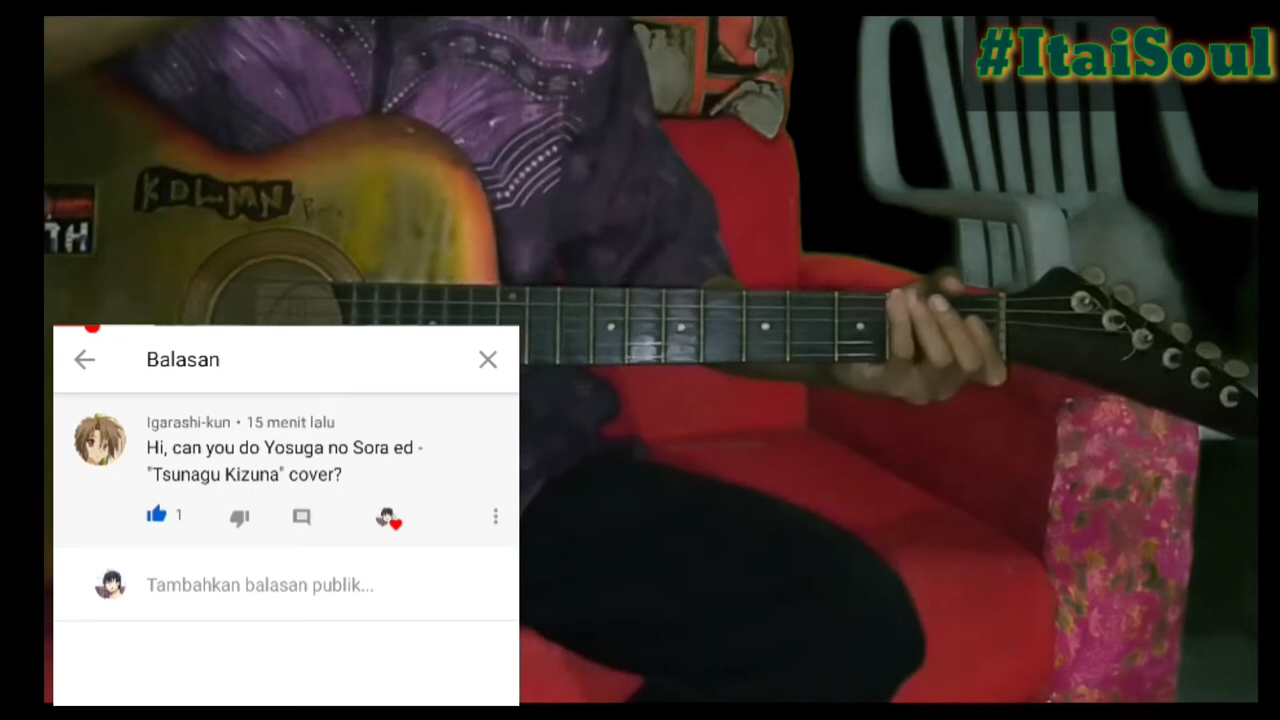 #ItaiSoul
KOLMAN
TH
Balasan
Igarashi-kun • 15 menit lalu
Hi, can you do Yosuga no Sora ed -
"Tsunagu Kizuna" cover?
1
Tambahkan balasan publik...